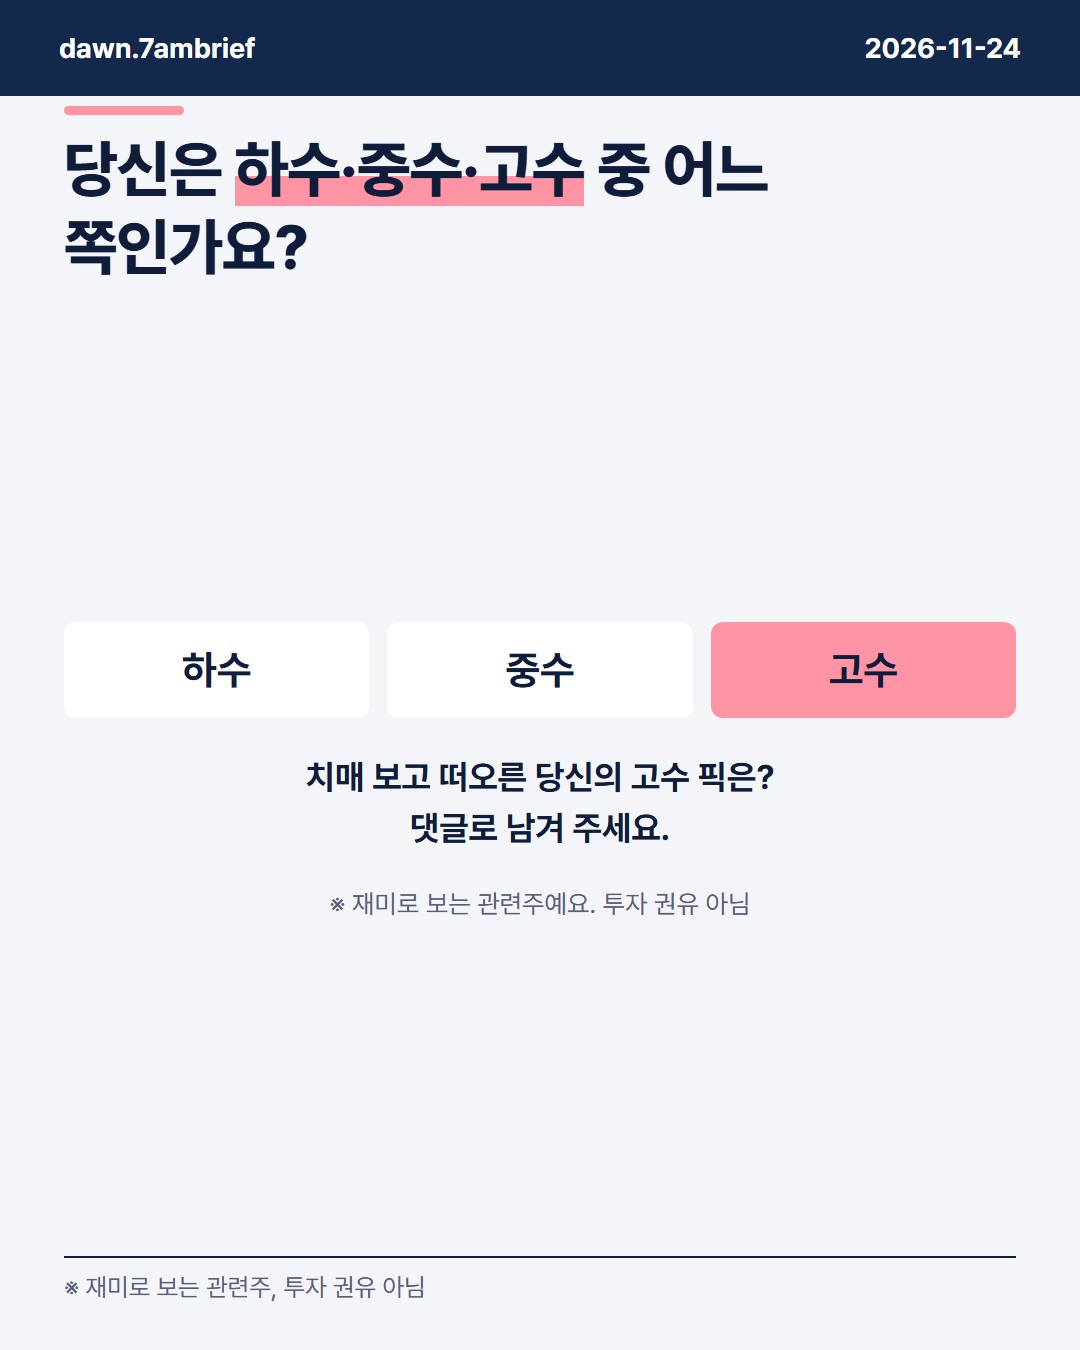 dawn.7ambrief
2026-11-24
당신은 하수·중수·고수 중 어느
쪽인가요?
하수
중수
고수
치매 보고 떠오른 당신의 고수 픽은?
댓글로 남겨 주세요.
※ 재미로 보는 관련주예요. 투자 권유 아님
※ 재미로 보는 관련주, 투자 권유 아님